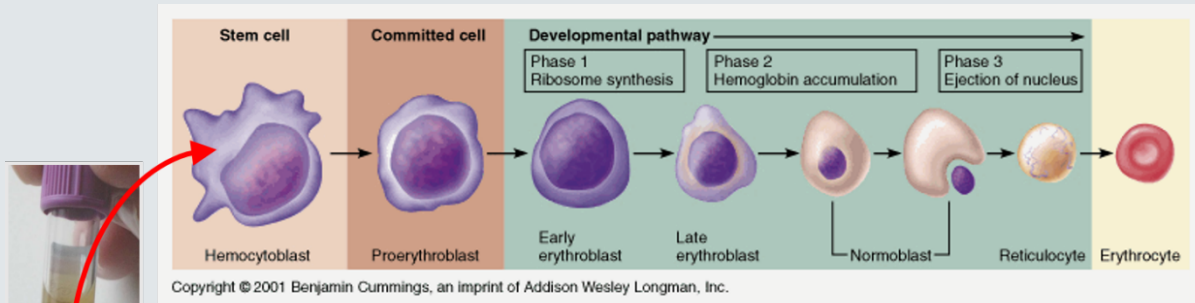 Stem cell
Committed cell
Developmental pathway
Phase 1
Ribosome synthesis
Phase 2
Hemoglobin accumulation
Phase 3
Ejection of nucleus
Hemocytoblast
Proerythroblast
Early
erythroblast
Late
erythroblast
Normoblast
Reticulocyte
Erythrocyte
Copyright © 2001 Benjamin Cummings, an imprint of Addison Wesley Longman, Inc.